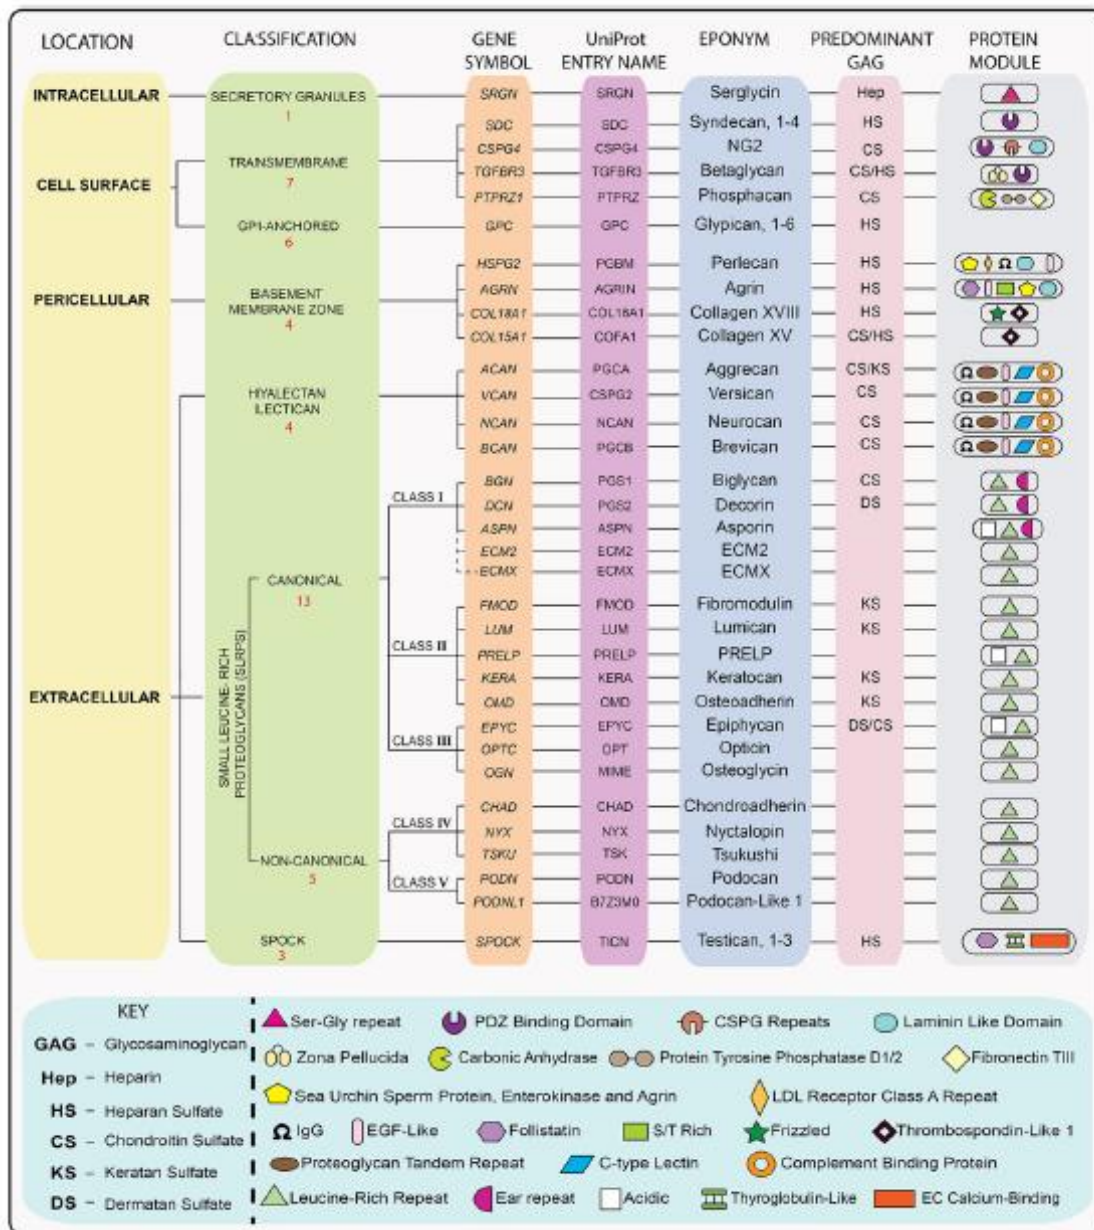 LOCATION CLASSIFICATION GENE SYMBOL UniProt ENTRY NAME EPONYM PREDOMINANT GAG PROTEIN MODULE
INTRACELLULAR SECRETORY GRANULES SRGN SRGN Serglycin Hep
1
SDC SDC Syndecan, 1-4 HS
CSPG4 CSPG4 NG2 CS
CELL SURFACE TRANSMEMBRANE TGFBR3 TGFBR3 Betaglycan CS/HS
7
PTPRZ1 PTPRZ Phosphacan CS
GPI-ANCHORED GPC GPC Glypican, 1-6 HS
6
HSPG2 PGBM Perlecan HS
PERICELLULAR BASEMENT AGRN AGRIN Agrin HS
MEMBRANE ZONE COL18A1 COL18A1 Collagen XVIII HS
4
COL15A1 COFA1 Collagen XV CS/HS
ACAN PGCA Aggrecan CS/KS
HYALECTAN VCAN CSPG2 Versican CS
LECTICAN
4
NCAN NCAN Neurocan CS
BCAN PGCB Brevican CS
EXTRACELLULAR
SMALL LEUCINE- RICH
PROTEOGLYCANS (SLRPS)
CANONICAL
13
CLASS I BGN PGS1 Biglycan CS
DCN PGS2 Decorin DS
ASPN ASPN Asporin
ECM2 ECM2 ECM2
ECMX ECMX ECMX
CLASS II FMOD FMOD Fibromodulin KS
LUM LUM Lumican KS
PRELP PRELP PRELP
KERA KERA Keratocan KS
OMD OMD Osteoadherin KS
CLASS III EPYC EPYC Epiphycan DS/CS
OPTC OPT Opticin
OGN MIME Osteoglycin
NON-CANONICAL
5
CLASS IV CHAD CHAD Chondroadherin
NYX NYX Nyctalopin
TSKU TSK Tsukushi
CLASS V PODN PODN Podocan
PODNL1 B7Z3M0 Podocan-Like 1
SPOCK SPOCK TICN Testican, 1-3 HS
3
KEY
GAG – Glycosaminoglycan
Hep – Heparin
HS – Heparan Sulfate
CS – Chondroitin Sulfate
KS – Keratan Sulfate
DS – Dermatan Sulfate
Ser-Gly repeat PDZ Binding Domain CSPG Repeats Laminin Like Domain
Zona Pellucida Carbonic Anhydrase Protein Tyrosine Phosphatase D1/2 Fibronectin TIII
Sea Urchin Sperm Protein, Enterokinase and Agrin LDL Receptor Class A Repeat
Ω IgG EGF-Like Follistatin S/T Rich Frizzled Thrombospondin-Like 1
Proteoglycan Tandem Repeat C-type Lectin Complement Binding Protein
Leucine-Rich Repeat Ear repeat Acidic Thyroglobulin-Like EC Calcium-Binding